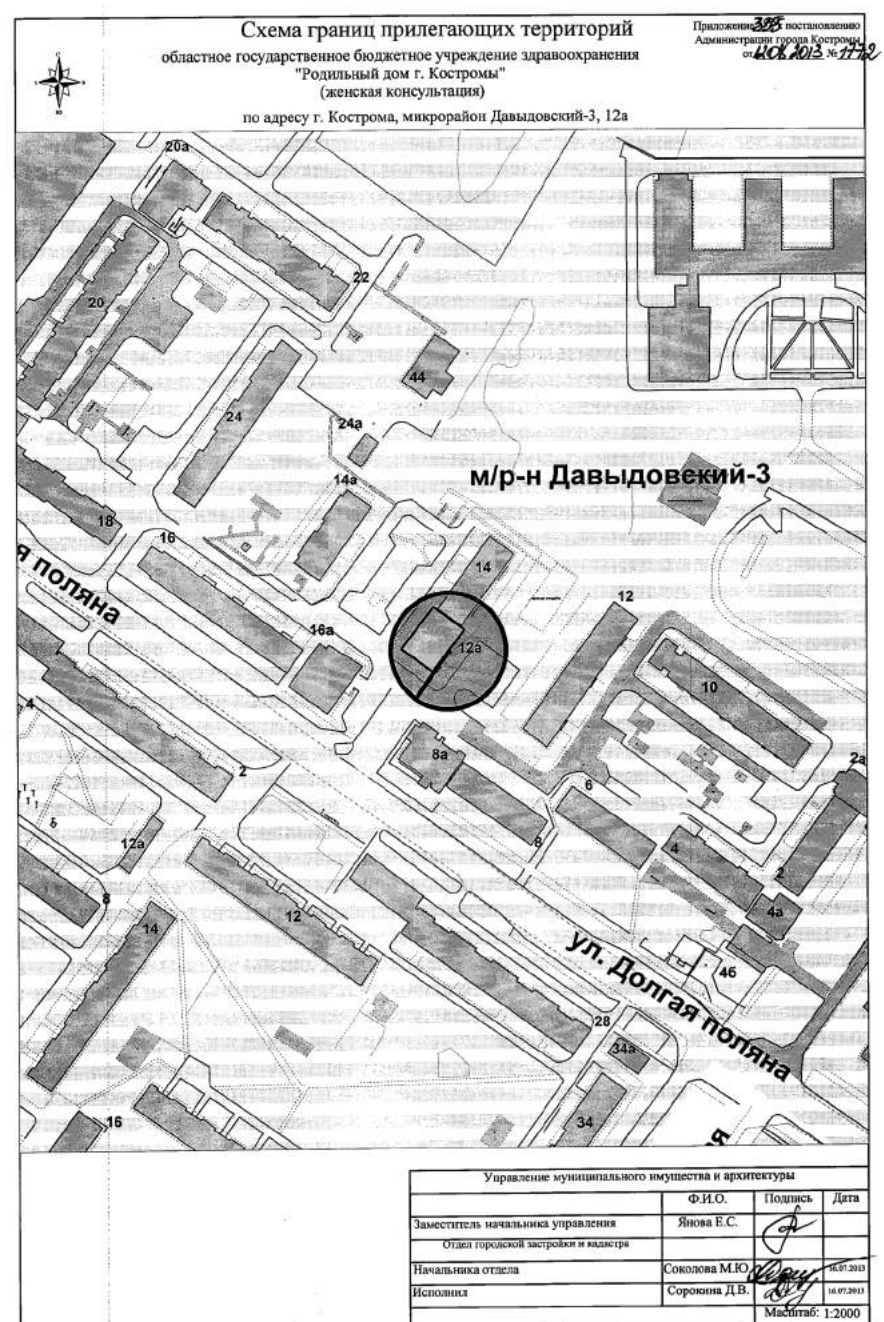 Схема границ прилегающих территорий
областное государственное бюджетное учреждение здравоохранения
"Родильный дом г. Костромы"
(женская консультация)
по адресу г. Кострома, микрорайон Давыдовский-3, 12а
Приложение 395 к постановлению
Администрации города Костромы
от 2013 № 1772
С
Ю
20а
22
20
44
24
24а
м/р-н Давыдовский-3
14а
18
16
14
12
я поляна
16а
12а
10
4
2
8а
6
2а
12а
8
4
2
8
14
12
4а
ул. Долгая поляна
4б
28
34а
16
34
я
Управление муниципального имущества и архитектуры
Ф.И.О. Подпись Дата
Заместитель начальника управления Янова Е.С.
Отдел городской застройки и кадастра
Начальника отдела Соколова М.Ю. 16.07.2013
Исполнил Сорокина Д.В. 16.07.2013
Масштаб: 1:2000